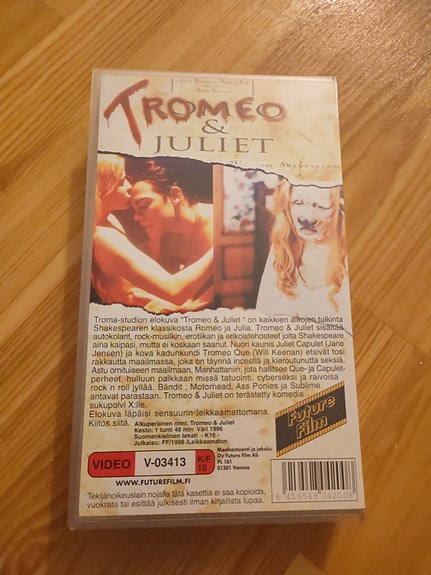 TROMEO
&
JULIET
Troma-studion elokuva "Tromeo & Juliet" on kaikkien aikojen tulkinta
Shakespearen klassikosta Romeo ja Julia. Tromeo & Juliet sisältää
autokolarit, rock-musiikin, erotiikan ja erikoistehosteet joita Shakespeare
aina kaipasi, mutta ei koskaan saanut. Nuori kaunis Juliet Capulet (Jane
Jensen) ja kova kadunkundi Tromeo Que (Will Keenan) etsivät tosi
rakkautta maailmassa, joka on täynnä incestiä ja kieroutunutta seksiä.
Astu omituiseen maailmaan, Manhattaniin, jota hallitsee Que- ja Capulet-
perheet, hulluun paikkaan missä tatuointi, cyberseksi ja raivoisa
rock n roll jyllää. Bändit ; Motorhead, Ass Ponies ja Sublime
antavat parastaan. Tromeo & Juliet on terästetty komedia
sukupolvi X:lle.
Elokuva läpäisi sensuurin leikkaamattomana.
Kiitos siitä.
Alkuperäinen nimi: Tromeo & Juliet
Kesto: 1 tunti 48 min Väri 1996
Suomenkielinen teksti - K16 -
Julkaisu: FF/1998 /Leikkaamaton
Future
Film
VIDEO V-03413 K/F 16
Maahantuonti ja jakelu:
Oy Future Film Ab
PL 161
01301 Vantaa
WWW.FUTUREFILM.FI
6 416548 042008
Tekijänoikeuslain nojalla tätä kasettia ei saa kopioida,
vuokrata tai esittää julkisesti ilman kirjallista lupaa.